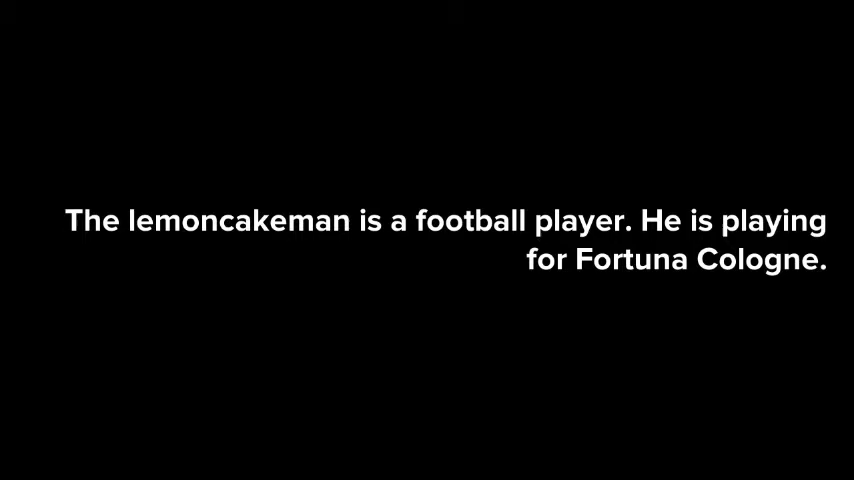 The lemoncakeman is a football player. He is playing
for Fortuna Cologne.